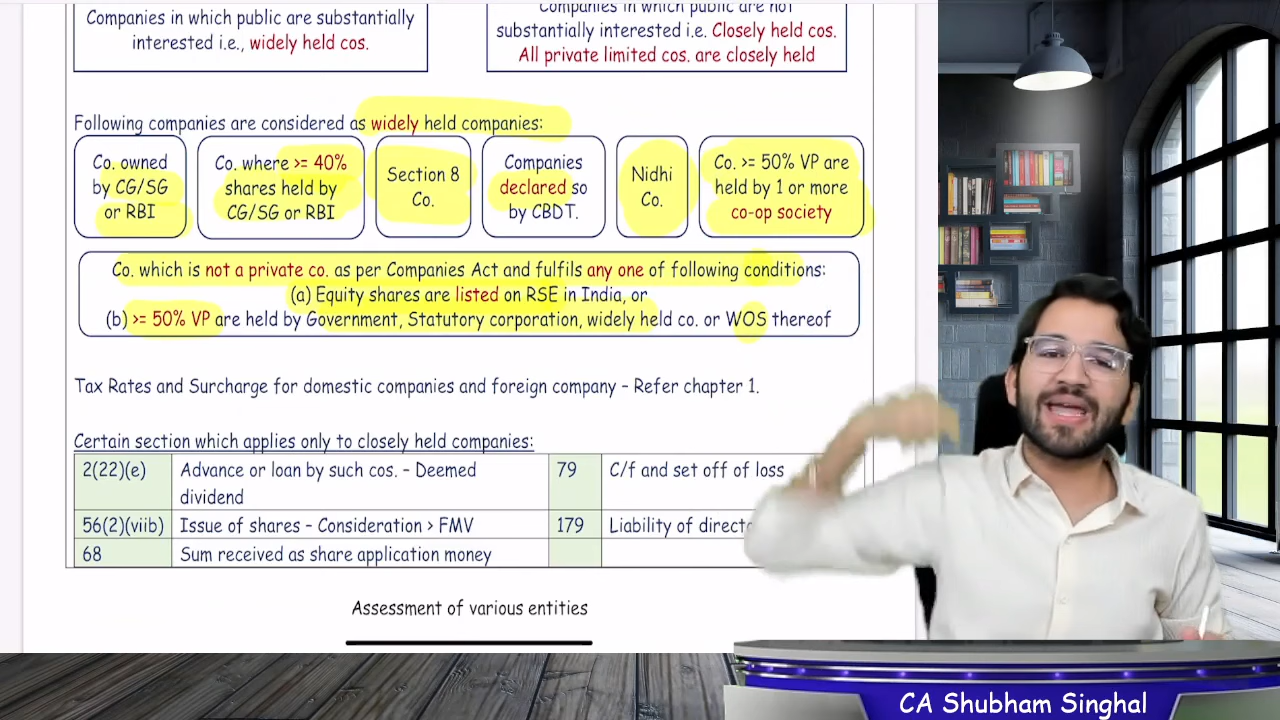 Companies in which public are substantially
interested i.e., widely held cos.
Companies in which public are not
substantially interested i.e. Closely held cos.
All private limited cos. are closely held
Following companies are considered as widely held companies:
Co. owned
by CG/SG
or RBI
Co. where >= 40%
shares held by
CG/SG or RBI
Section 8
Co.
Companies
declared so
by CBDT.
Nidhi
Co.
Co. >= 50% VP are
held by 1 or more
co-op society
Co. which is not a private co. as per Companies Act and fulfils any one of following conditions:
(a) Equity shares are listed on RSE in India, or
(b) >= 50% VP are held by Government, Statutory corporation, widely held co. or WOS thereof
Tax Rates and Surcharge for domestic companies and foreign company – Refer chapter 1.
Certain section which applies only to closely held companies:
2(22)(e) Advance or loan by such cos. – Deemed
dividend
79 C/f and set off of loss
56(2)(viib) Issue of shares – Consideration > FMV
179 Liability of
68 Sum received as share application money
Assessment of various entities
CA Shubham Singhal